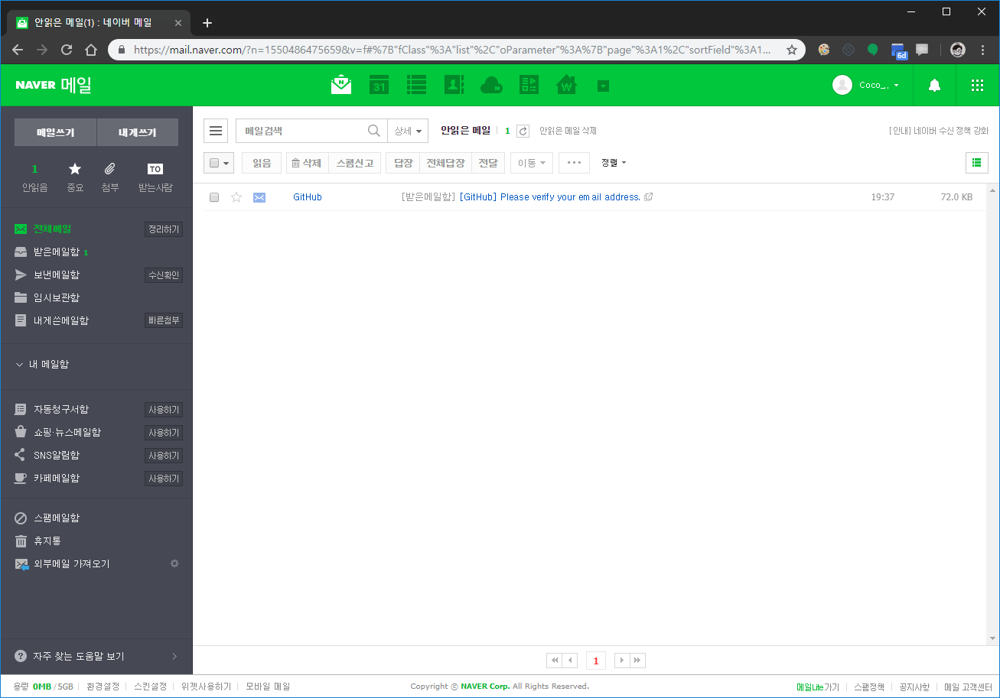 안읽은 메일(1) : 네이버 메일
https://mail.naver.com/?n=1550486475659&v=f#%7B"fClass"%3A"list"%2C"oParameter"%3A%7B"page"%3A1%2C"sortField"%3A1...
6d
NAVER 메일
N
31
N
W
Coco_..
메일쓰기 내게쓰기
1 TO
안읽음 중요 첨부 받는사람
전체메일 정리하기
받은메일함 1
보낸메일함 수신확인
임시보관함
내게쓴메일함 빠른첨부
내 메일함
자동청구서함 사용하기
쇼핑·뉴스메일함 사용하기
SNS알림함 사용하기
카페메일함 사용하기
스팸메일함
휴지통
외부메일 가져오기
? 자주 찾는 도움말 보기
메일검색 상세 안읽은 메일 1 안읽은 메일 삭제 [안내] 네이버 수신 정책 강화
읽음 삭제 스팸신고 답장 전체답장 전달 이동 ··· 정렬
GitHub [받은메일함] [GitHub] Please verify your email address. 19:37 72.0 KB
1
용량 0MB/5GB 환경설정 스킨설정 위젯사용하기 모바일 메일 Copyright © NAVER Corp. All Rights Reserved. 메일Lite가기 스팸정책 공지사항 메일 고객센터